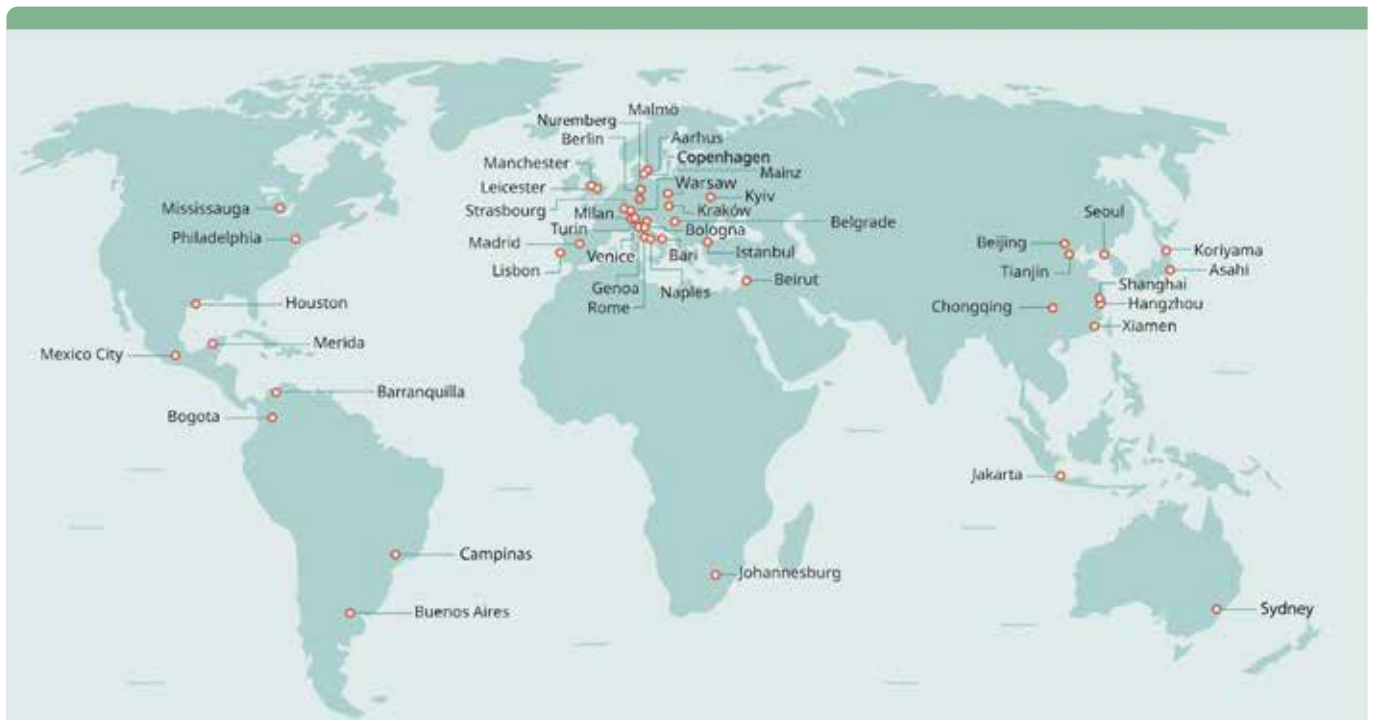 Malmö
Nuremberg
Berlin
Aarhus
Copenhagen
Manchester
Mainz
Leicester
Warsaw
Kyiv
Strasbourg
Milan
Kraków
Mississauga
Belgrade
Seoul
Turin
Bologna
Philadelphia
Madrid
Beijing
Koriyama
Venice
Bari
Istanbul
Lisbon
Tianjin
Asahi
Beirut
Shanghai
Genoa
Naples
Houston
Rome
Chongqing
Hangzhou
Xiamen
Merida
Mexico City
Barranquilla
Bogota
Jakarta
Campinas
Johannesburg
Buenos Aires
Sydney